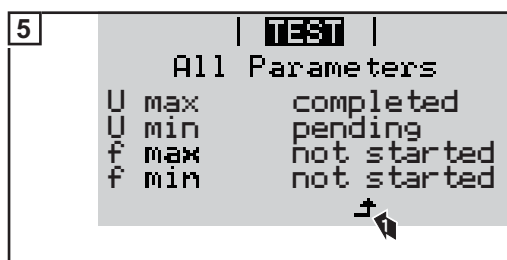 5
| TEST |
All Parameters
U max completed
U min pending
f max not started
f min not started
1